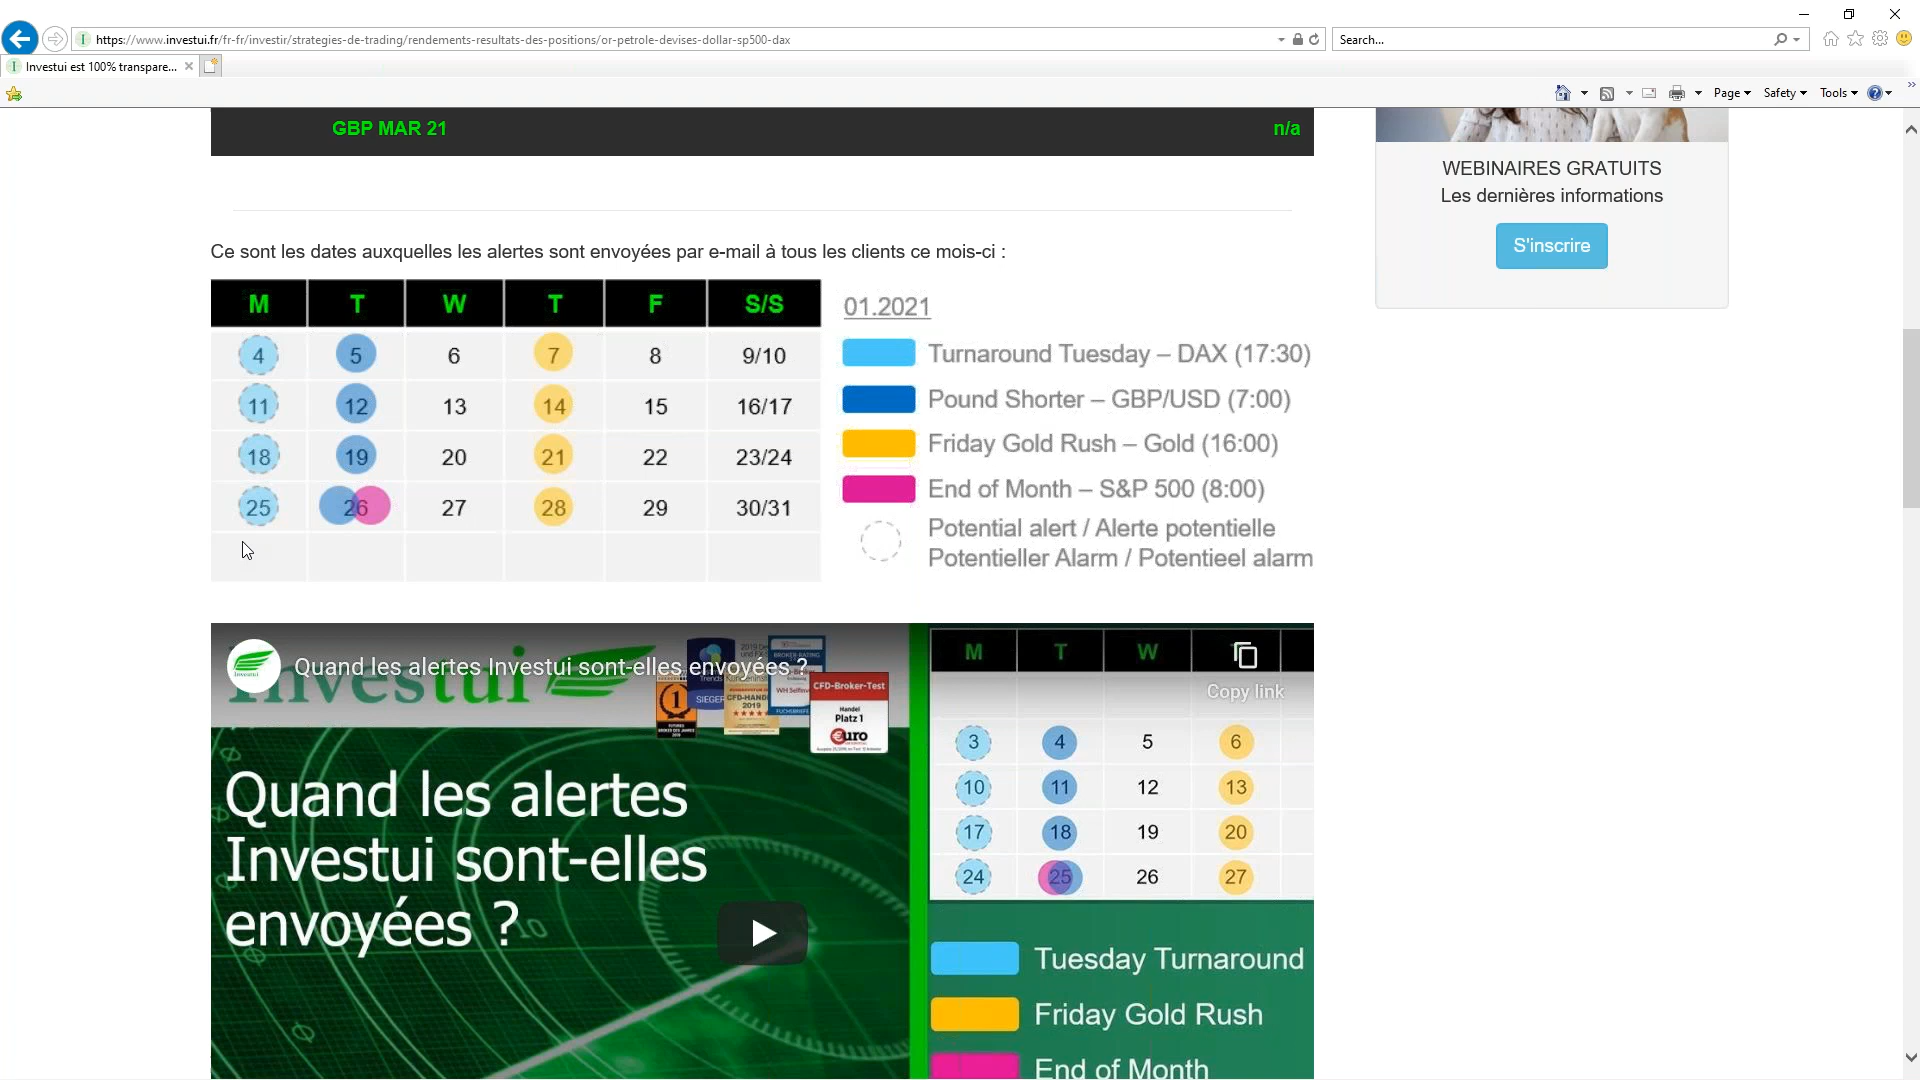 https://www.investui.fr/fr-fr/investir/strategies-de-trading/rendements-resultats-des-positions/or-petrole-devises-dollar-sp500-dax
Search...
Investui est 100% transpare...
Page
Safety
Tools
GBP MAR 21 n/a
WEBINAIRES GRATUITS
Les dernières informations
S'inscrire
Ce sont les dates auxquelles les alertes sont envoyées par e-mail à tous les clients ce mois-ci :
M T W T F S/S
4 5 6 7 8 9/10
11 12 13 14 15 16/17
18 19 20 21 22 23/24
25 26 27 28 29 30/31
01.2021
Turnaround Tuesday – DAX (17:30)
Pound Shorter – GBP/USD (7:00)
Friday Gold Rush – Gold (16:00)
End of Month – S&P 500 (8:00)
Potential alert / Alerte potentielle
Potentieller Alarm / Potentieel alarm
Quand les alertes Investui sont-elles envoyées ?
Investui
SIEGER
CFD-Broker-Test
Handel
Platz 1
€uro
Copy link
Quand les alertes
Investui sont-elles
envoyées ?
M T W
3 4 5 6
10 11 12 13
17 18 19 20
24 25 26 27
Tuesday Turnaround
Friday Gold Rush
End of Month